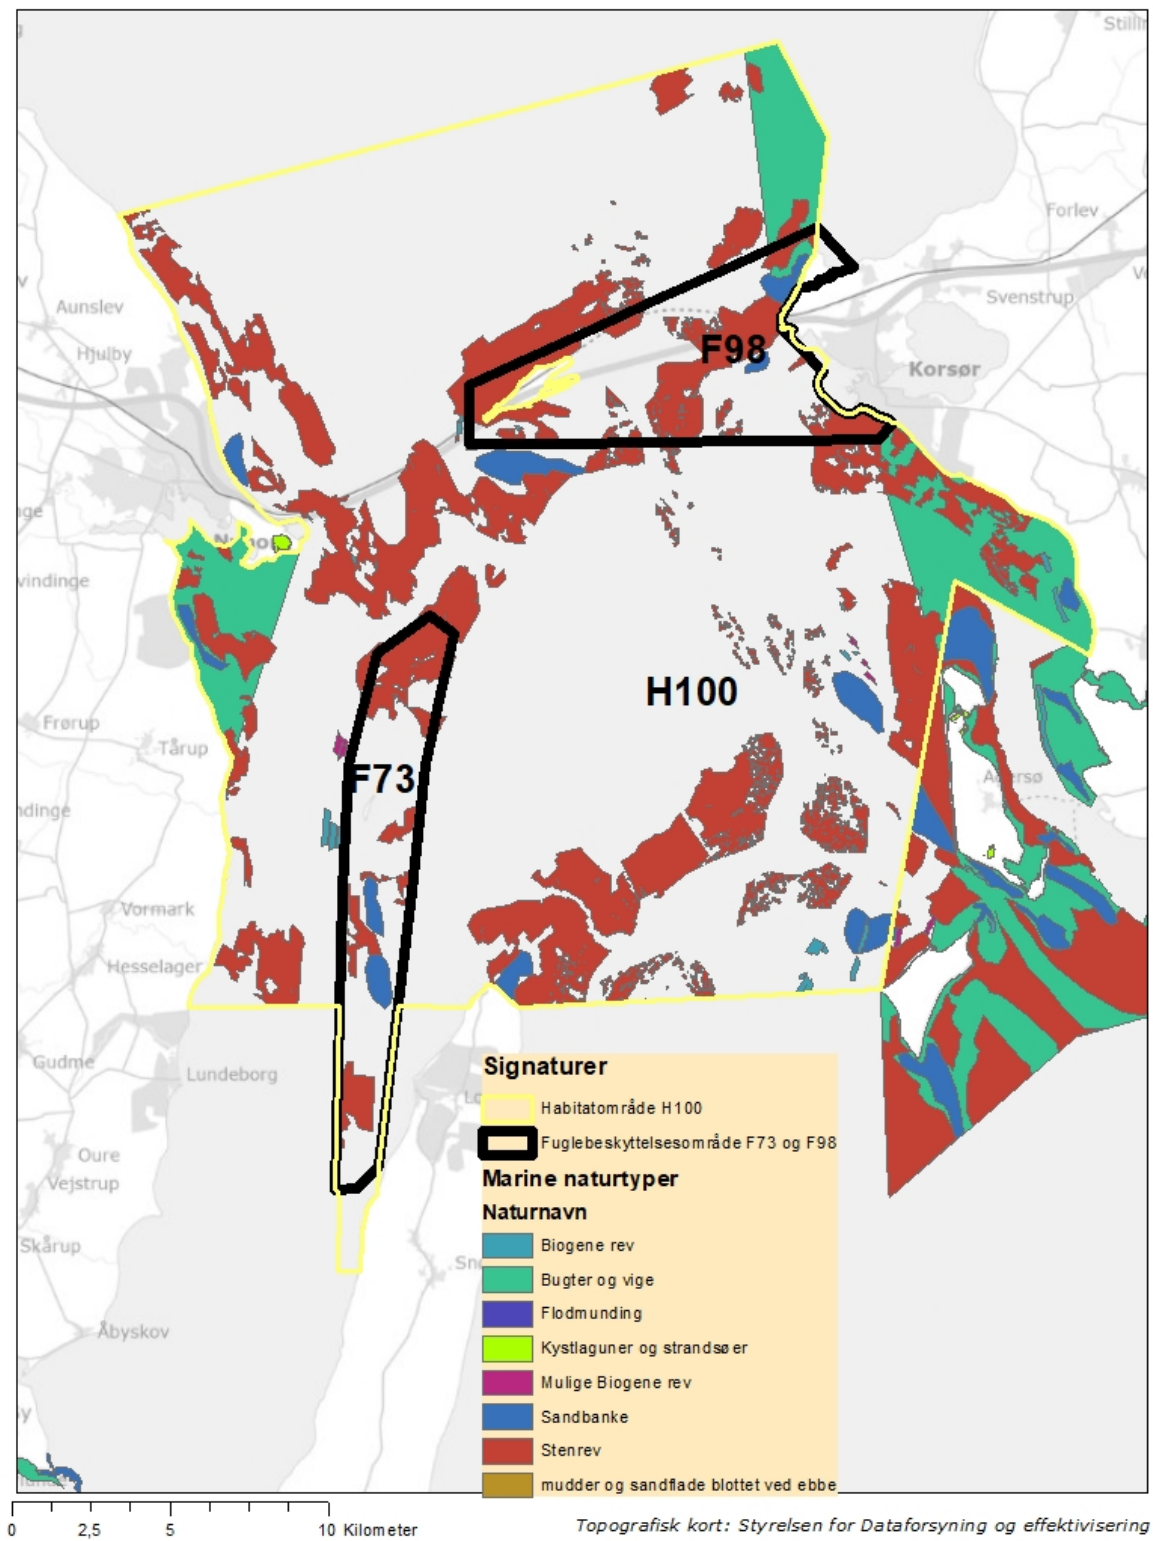 Forlev
Svenstrup
Aunslev
Hjulby
F98
Korsør
vindinge
H100
Frørup
Tårup
F73
Agersø
Vormark
Hesselager
Gudme
Lundeborg
Oure
Vejstrup
Skårup
Åbyskov
Signaturer
Habitatområde H100
Fuglebeskyttelsesområde F73 og F98
Marine naturtyper
Naturnavn
Biogene rev
Bugter og vige
Flodmunding
Kystlaguner og strandsøer
Mulige Biogene rev
Sandbanke
Stenrev
mudder og sandflade blottet ved ebbe
0 2,5 5 10 Kilometer
Topografisk kort: Styrelsen for Dataforsyning og effektivisering